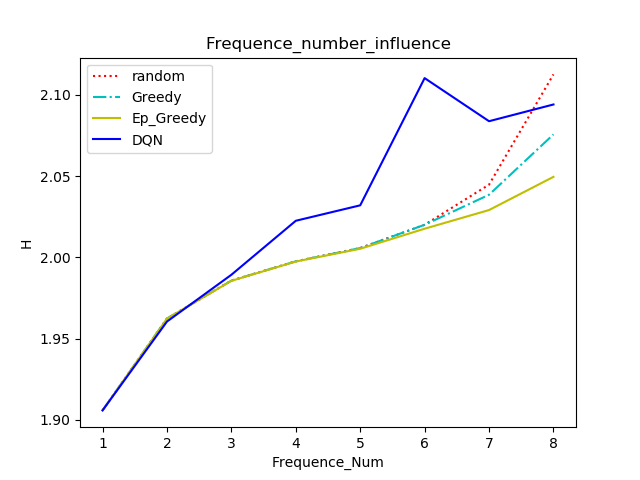 Frequence_number_influence
random
Greedy
Ep_Greedy
DQN
2.10
2.05
2.00
1.95
1.90
H
1 2 3 4 5 6 7 8
Frequence_Num